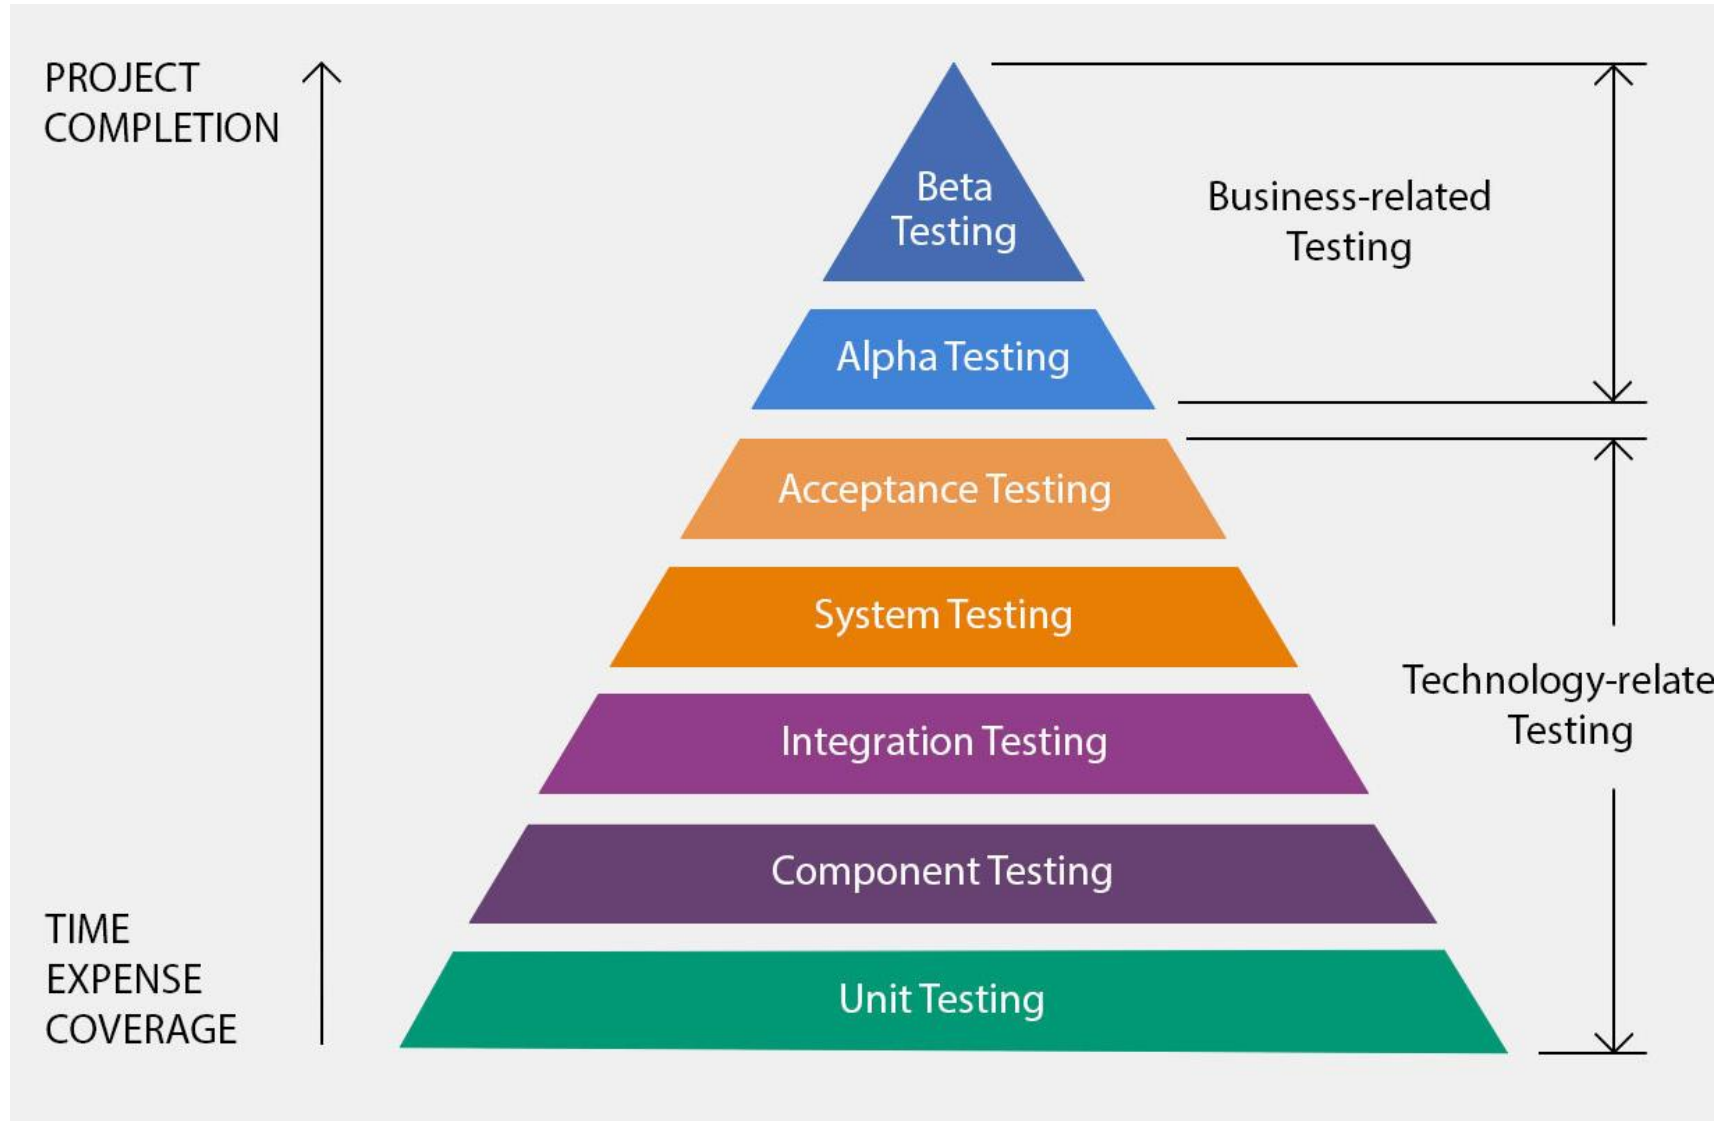 PROJECT
COMPLETION
Beta
Testing
Business-related
Testing
Alpha Testing
Acceptance Testing
System Testing
Technology-relate
Testing
Integration Testing
Component Testing
TIME
EXPENSE
COVERAGE
Unit Testing